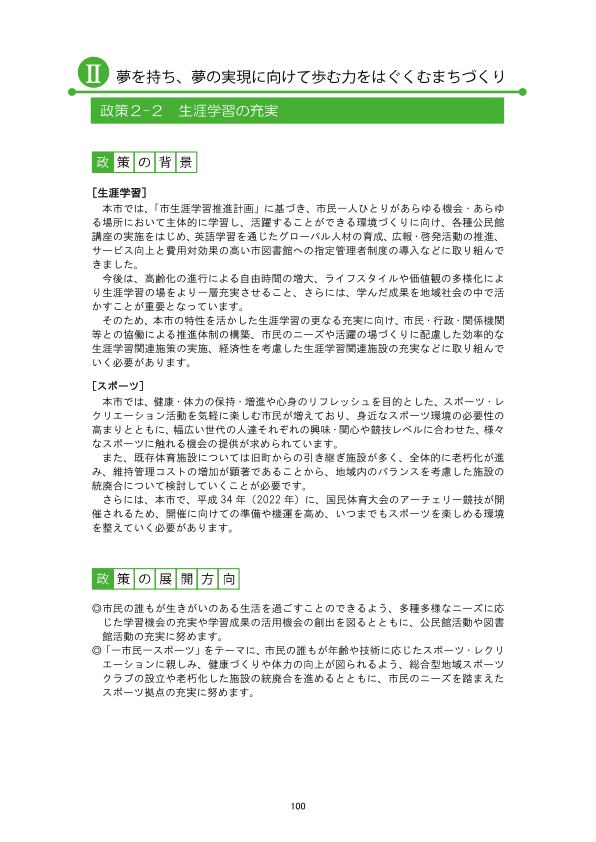 Ⅱ 夢を持ち、夢の実現に向けて歩む力をはぐくむまちづくり
政策２-２　生涯学習の充実
政策の背景
[生涯学習]
　本市では、「市生涯学習推進計画」に基づき、市民一人ひとりがあらゆる機会・あらゆ
る場所において主体的に学習し、活躍することができる環境づくりに向け、各種公民館
講座の実施をはじめ、英語学習を通じたグローバル人材の育成、広報・啓発活動の推進、
サービス向上と費用対効果の高い市図書館への指定管理者制度の導入などに取り組んで
きました。
　今後は、高齢化の進行による自由時間の増大、ライフスタイルや価値観の多様化によ
り生涯学習の場をより一層充実させること、さらには、学んだ成果を地域社会の中で活
かすことが重要となっています。
　そのため、本市の特性を活かした生涯学習の更なる充実に向け、市民・行政・関係機関
等との協働による推進体制の構築、市民のニーズや活躍の場づくりに配慮した効率的な
生涯学習関連施策の実施、経済性を考慮した生涯学習関連施設の充実などに取り組んで
いく必要があります。
[スポーツ]
　本市では、健康・体力の保持・増進や心身のリフレッシュを目的とした、スポーツ・レ
クリエーション活動を気軽に楽しむ市民が増えており、身近なスポーツ環境の必要性の
高まりとともに、幅広い世代の人達それぞれの興味・関心や競技レベルに合わせた、様々
なスポーツに触れる機会の提供が求められています。
　また、既存体育施設については旧町からの引き継ぎ施設が多く、全体的に老朽化が進
み、維持管理コストの増加が顕著であることから、地域内のバランスを考慮した施設の
統廃合について検討していくことが必要です。
　さらには、本市で、平成 34 年（2022 年）に、国民体育大会のアーチェリー競技が開
催されるため、開催に向けての準備や機運を高め、いつまでもスポーツを楽しめる環境
を整えていく必要があります。
政策の展開方向
◎市民の誰もが生きがいのある生活を過ごすことのできるよう、多種多様なニーズに応
じた学習機会の充実や学習成果の活用機会の創出を図るとともに、公民館活動や図書
館活動の充実に努めます。
◎「一市民一スポーツ」をテーマに、市民の誰もが年齢や技術に応じたスポーツ・レクリ
エーションに親しみ、健康づくりや体力の向上が図られるよう、総合型地域スポーツ
クラブの設立や老朽化した施設の統廃合を進めるとともに、市民のニーズを踏まえた
スポーツ拠点の充実に努めます。
100